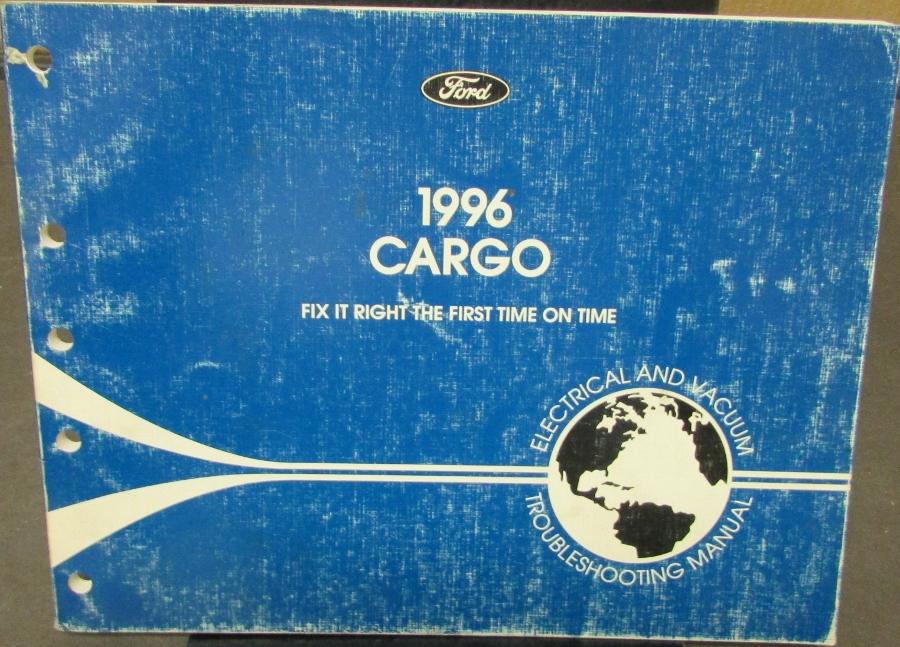 Ford
1996
CARGO
FIX IT RIGHT THE FIRST TIME ON TIME
ELECTRICAL AND VACUUM
TROUBLESHOOTING MANUAL